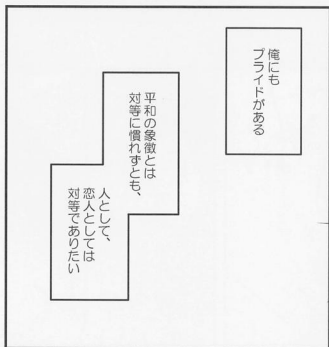 俺にも
プライドがある
平和の象徴とは
対等に慣れずとも、
人として、
恋人としては
対等でありたい